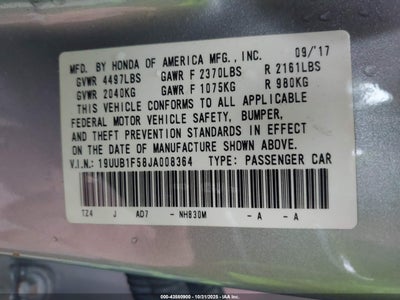 MFD. BY HONDA OF AMERICA MFG., INC. 09/'17
GVWR 4497LBS GAWR F 2370LBS R 2161LBS
GVWR 2040KG GAWR F 1075KG R 980KG
THIS VEHICLE CONFORMS TO ALL APPLICABLE
FEDERAL MOTOR VEHICLE SAFETY, BUMPER,
AND THEFT PREVENTION STANDARDS IN EFFECT
ON THE DATE OF MANUFACTURE SHOWN ABOVE.
V.I.N.: 19UUB1F58JA008364 TYPE: PASSENGER CAR
TZ4 J AD7 -NH830M -A -A
000-43560900 - 10/31/2025 - IAA Inc.